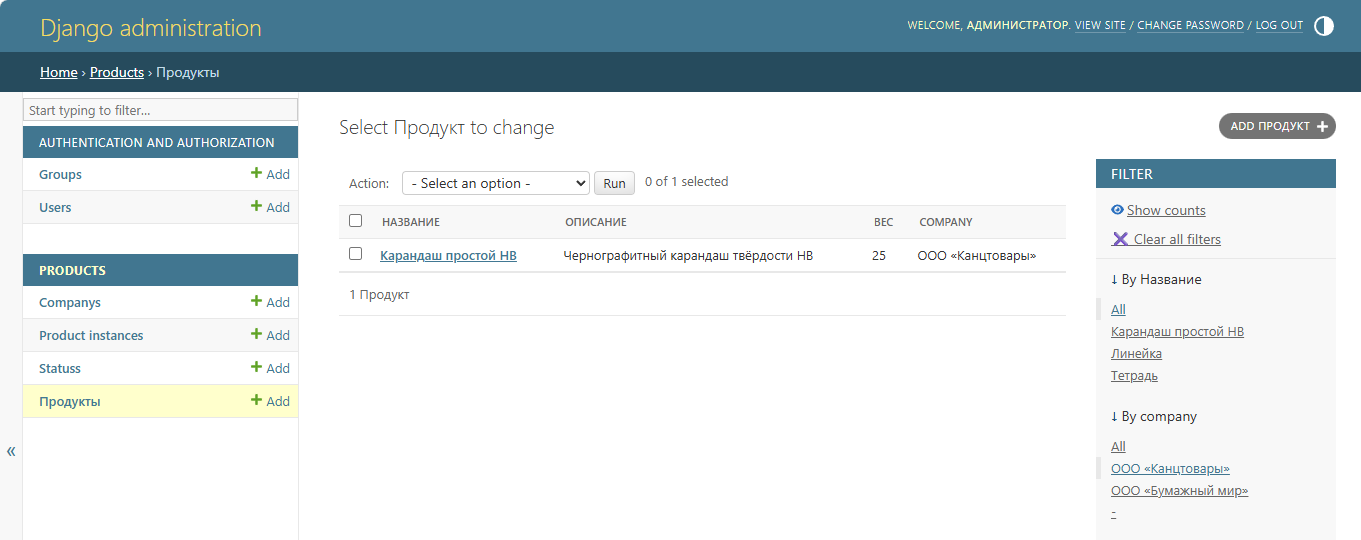 Django administration
WELCOME, АДМИНИСТРАТОР. VIEW SITE / CHANGE PASSWORD / LOG OUT
Home › Products › Продукты
Start typing to filter...
AUTHENTICATION AND AUTHORIZATION
Groups + Add
Users + Add
PRODUCTS
Companys + Add
Product instances + Add
Statuss + Add
Продукты + Add
«
Select Продукт to change
ADD ПРОДУКТ +
Action: - Select an option - Run 0 of 1 selected
НАЗВАНИЕ ОПИСАНИЕ ВЕС COMPANY
Карандаш простой HB Чернографитный карандаш твёрдости HB 25 ООО «Канцтовары»
1 Продукт
FILTER
Show counts
Clear all filters
↓ By Название
All
Карандаш простой HB
Линейка
Тетрадь
↓ By company
All
ООО «Канцтовары»
ООО «Бумажный мир»
-